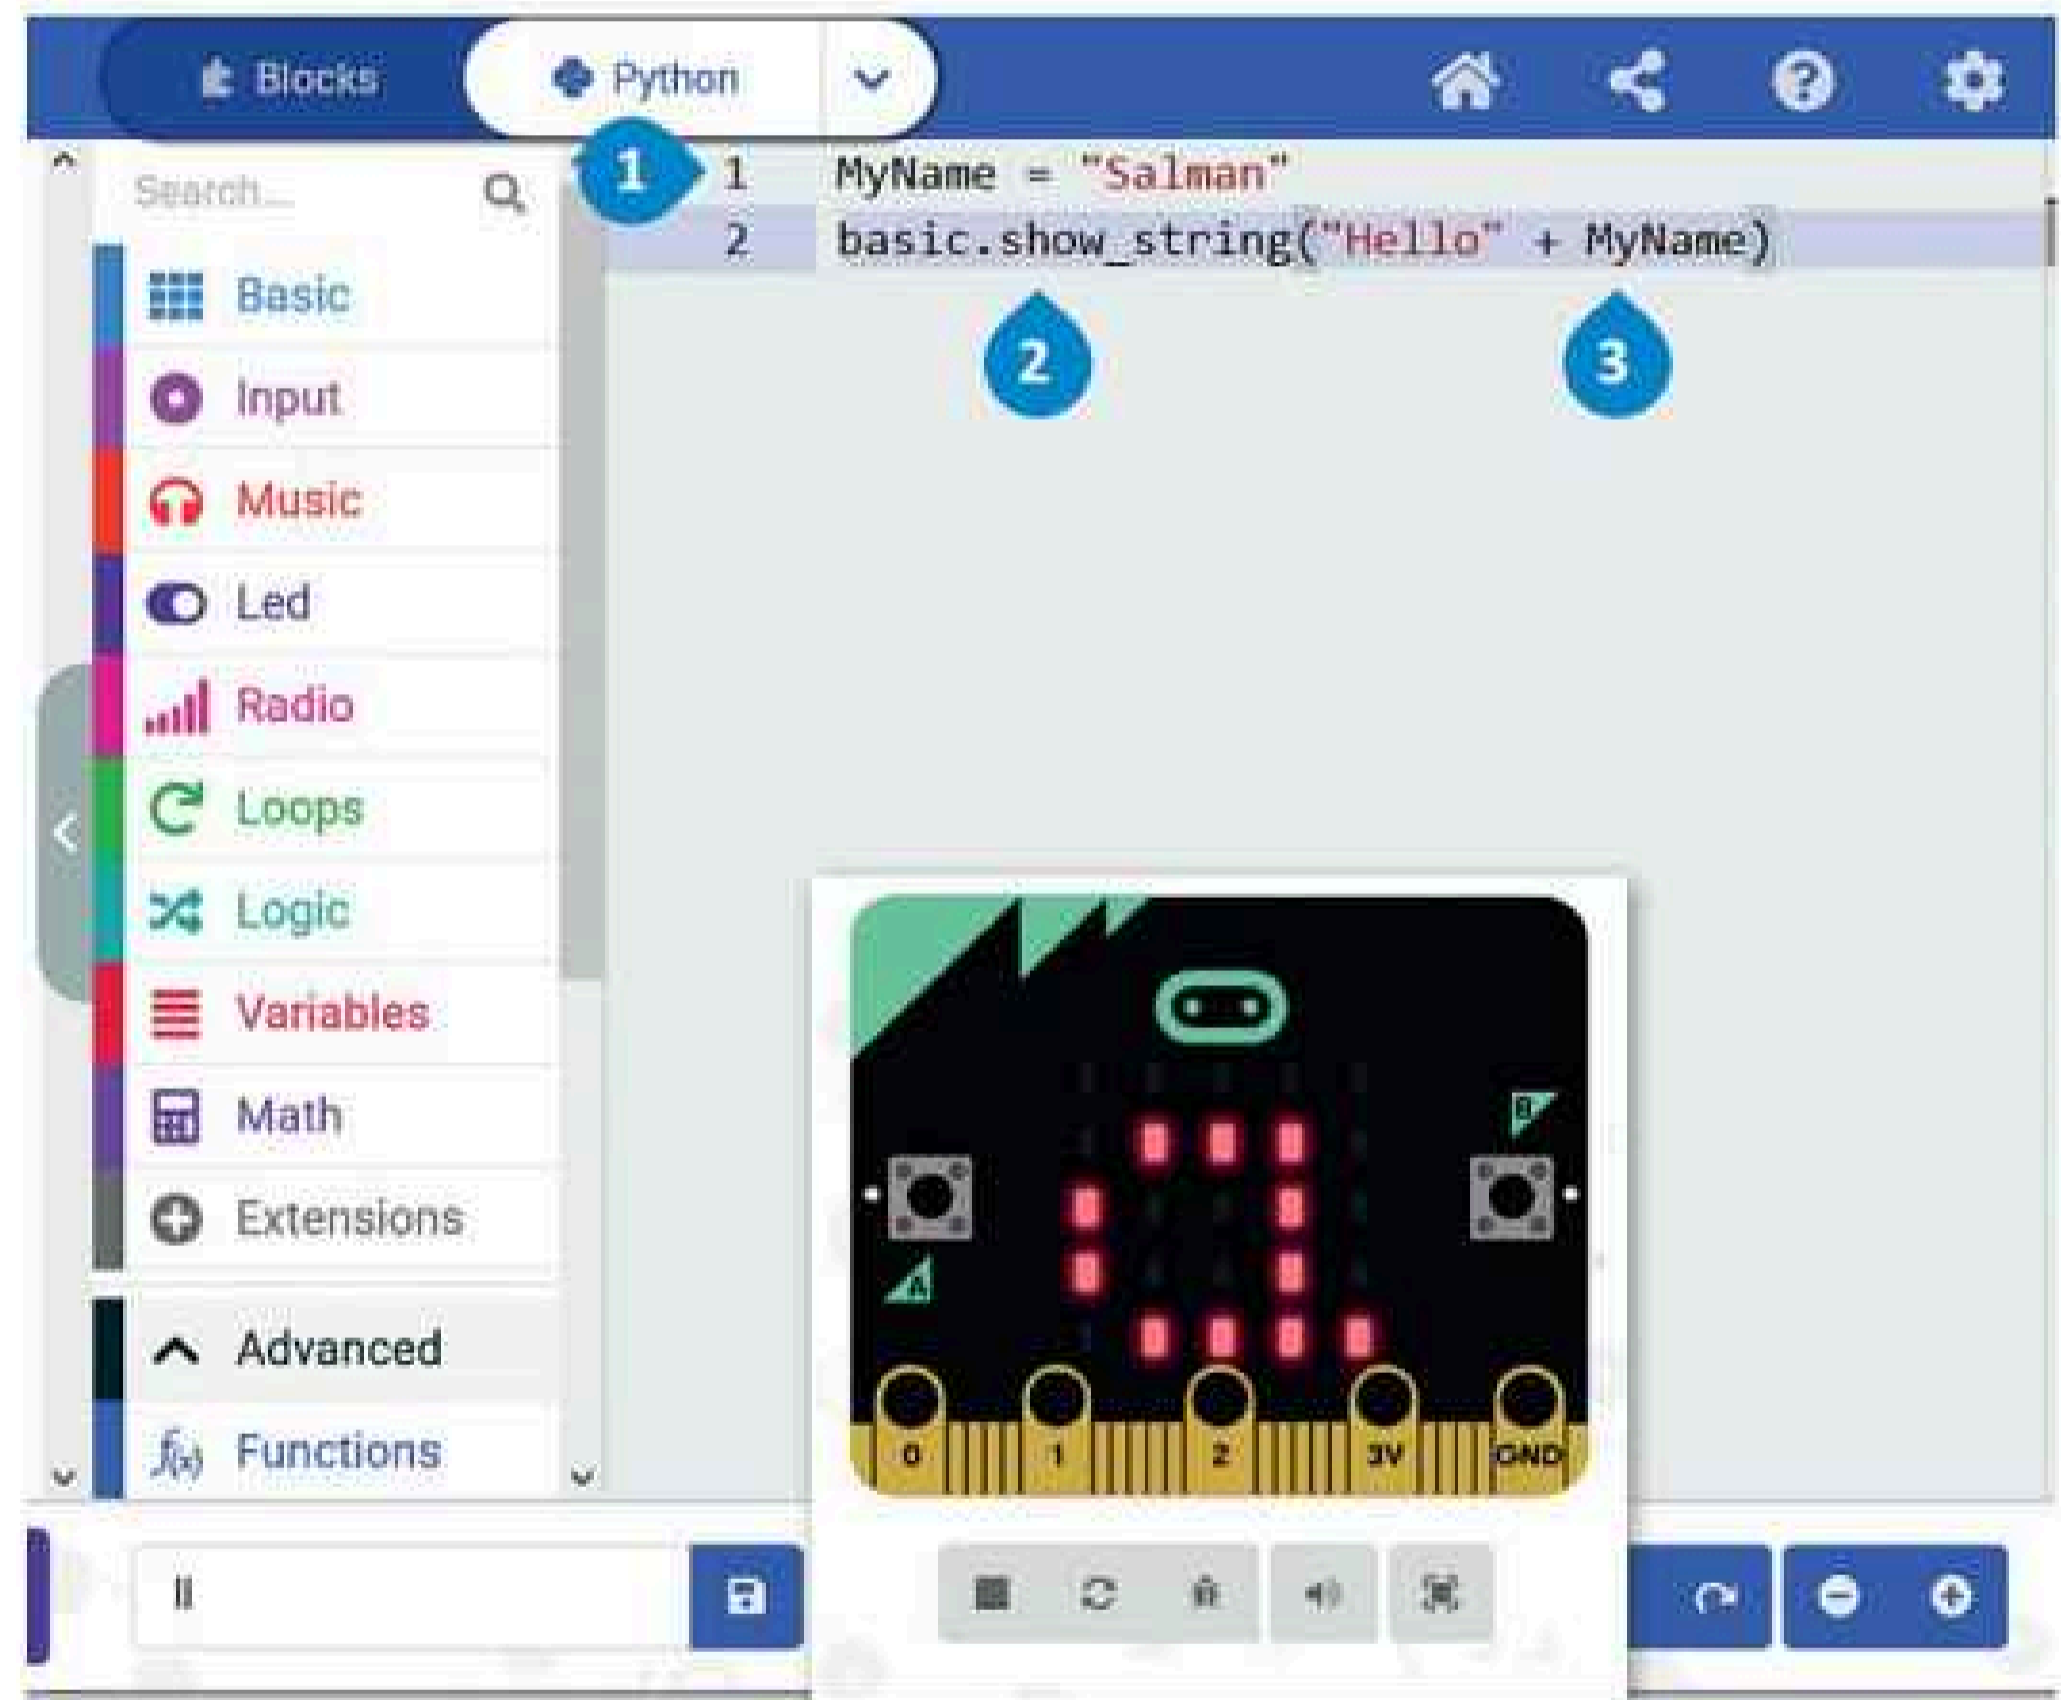 Blocks
Python
Search...
1 1 MyName = "Salman"
2 basic.show_string("Hello" + MyName)
2 3
Basic
Input
Music
Led
Radio
Loops
Logic
Variables
Math
Extensions
Advanced
f(x) Functions
B
A
0 1 2 3V GND